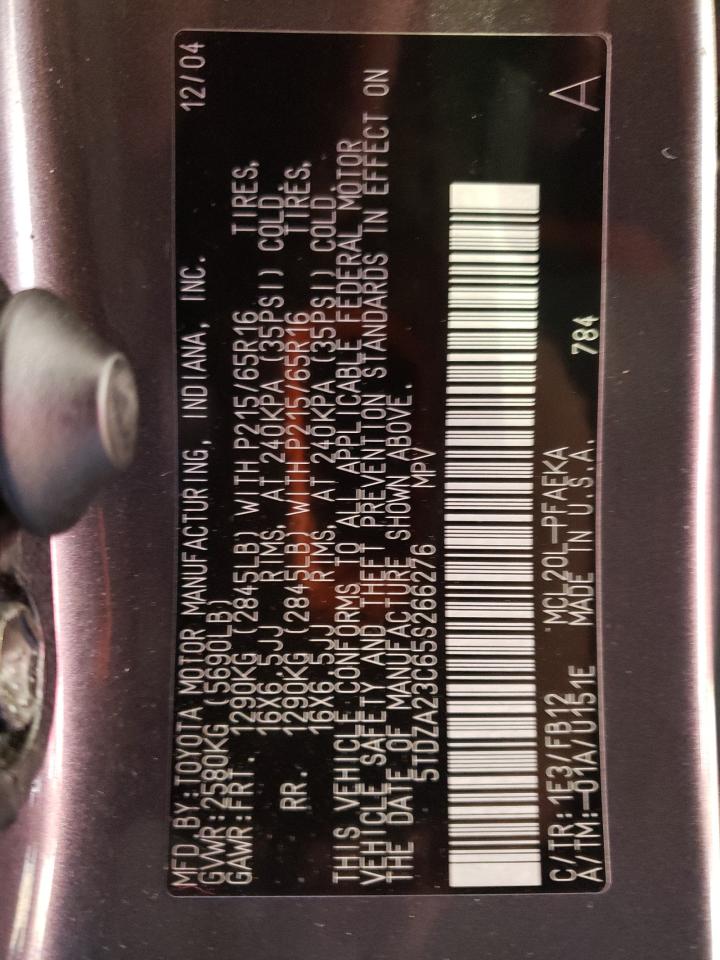 MFD.BY:TOYOTA MOTOR MANUFACTURING, INDIANA, INC. 12/04
GVWR:2580KG (5690LB)
GAWR:FRT. 1290KG (2845LB) WITH P215/65R16 TIRES,
16X6.5JJ RIMS, AT 240KPA (35PSI) COLD.
RR. 1290KG (2845LB) WITH P215/65R16 TIRES,
16X6.5JJ RIMS, AT 240KPA (35PSI) COLD.
THIS VEHICLE CONFORMS TO ALL APPLICABLE FEDERAL MOTOR
VEHICLE SAFETY AND THEFT PREVENTION STANDARDS IN EFFECT ON
THE DATE OF MANUFACTURE SHOWN ABOVE.
5TDZA23C65S266276 MPV
C/TR:1E3/FB12 MCL20L-PFAEKA 784 A
A/TM:-01A/U151E MADE IN U.S.A.